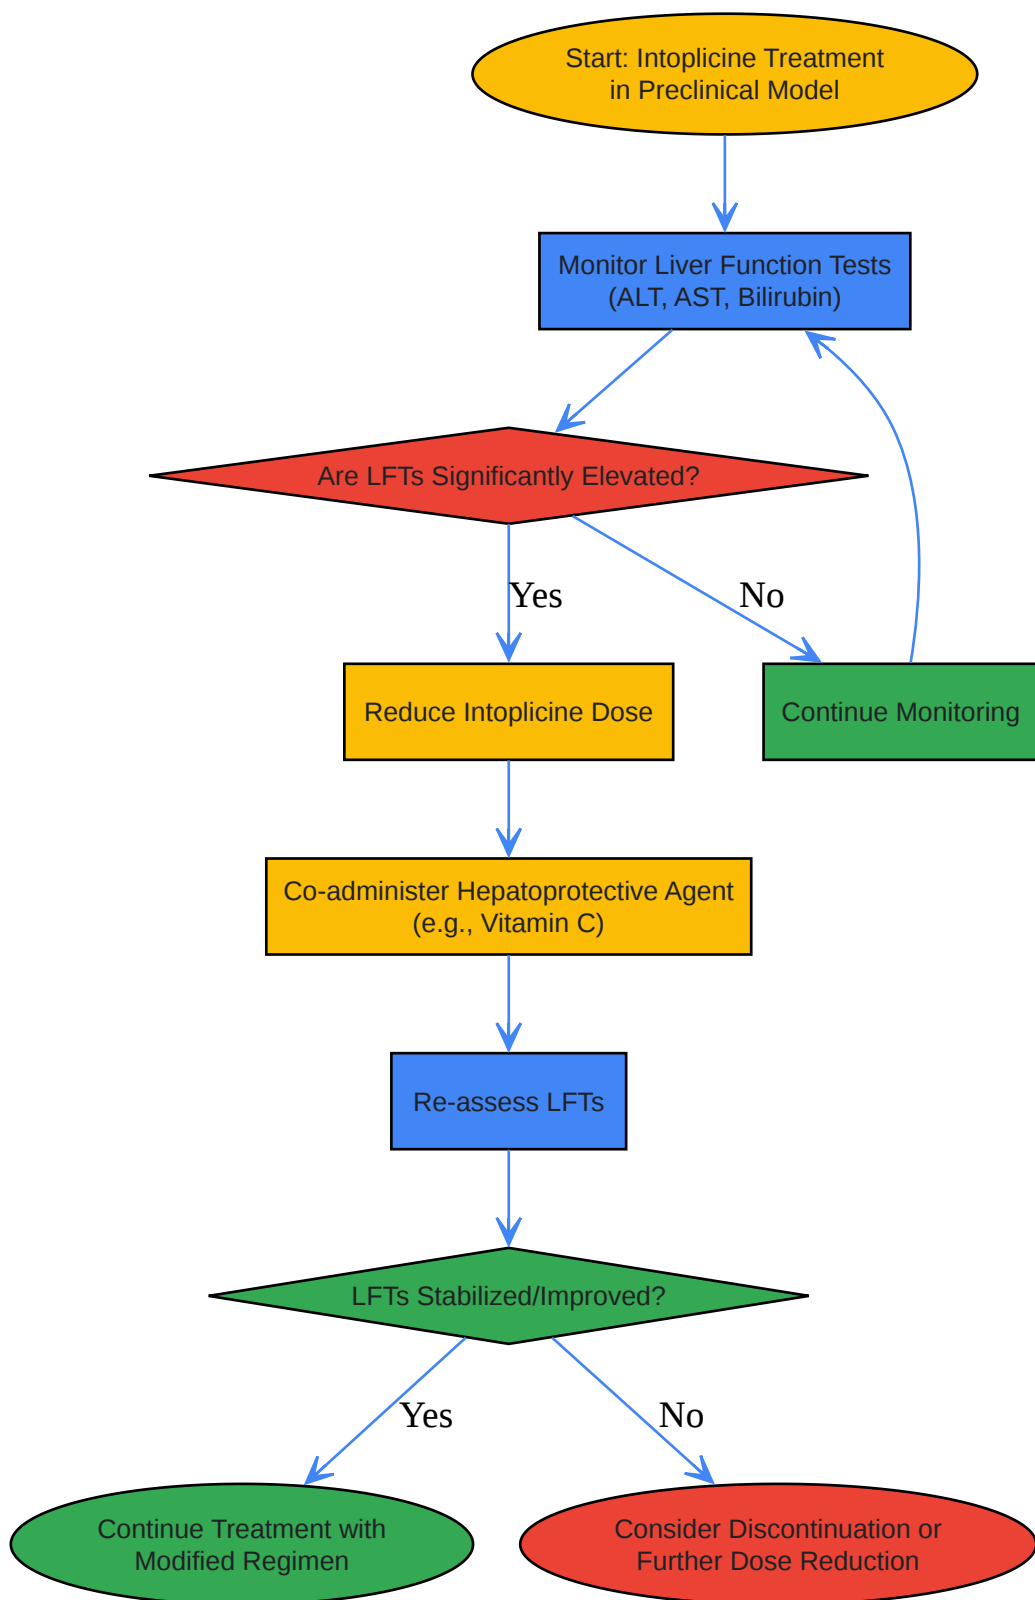 Start: Intoplicine Treatment
in Preclinical Model
Monitor Liver Function Tests
(ALT, AST, Bilirubin)
Are LFTs Significantly Elevated?
Yes
No
Reduce Intoplicine Dose
Continue Monitoring
Co-administer Hepatoprotective Agent
(e.g., Vitamin C)
Re-assess LFTs
LFTs Stabilized/Improved?
Yes
No
Continue Treatment with
Modified Regimen
Consider Discontinuation or
Further Dose Reduction